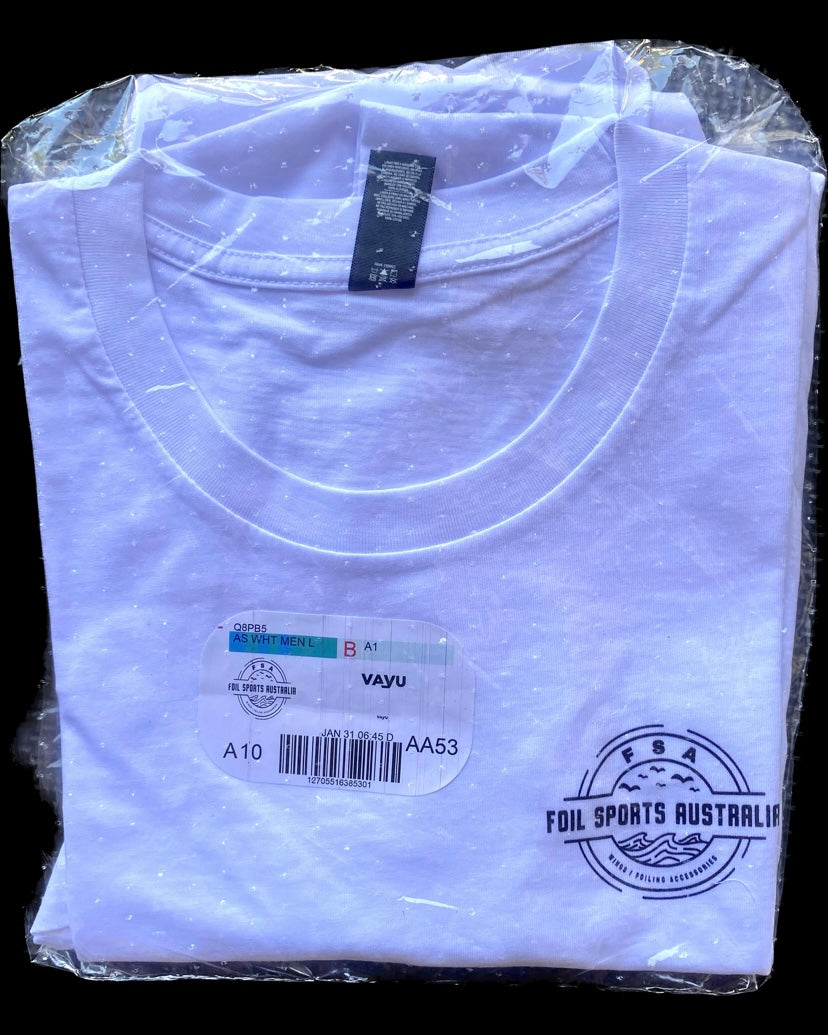 Q8PB5
AS WHT MEN L
B
A1
FSA
FOIL SPORTS AUSTRALIA
vayu
vayu
JAN 31 06:45 D
A10
AA53
12705516385301
FSA
FOIL SPORTS AUSTRALIA
WINGS / FOILING ACCESSORIES